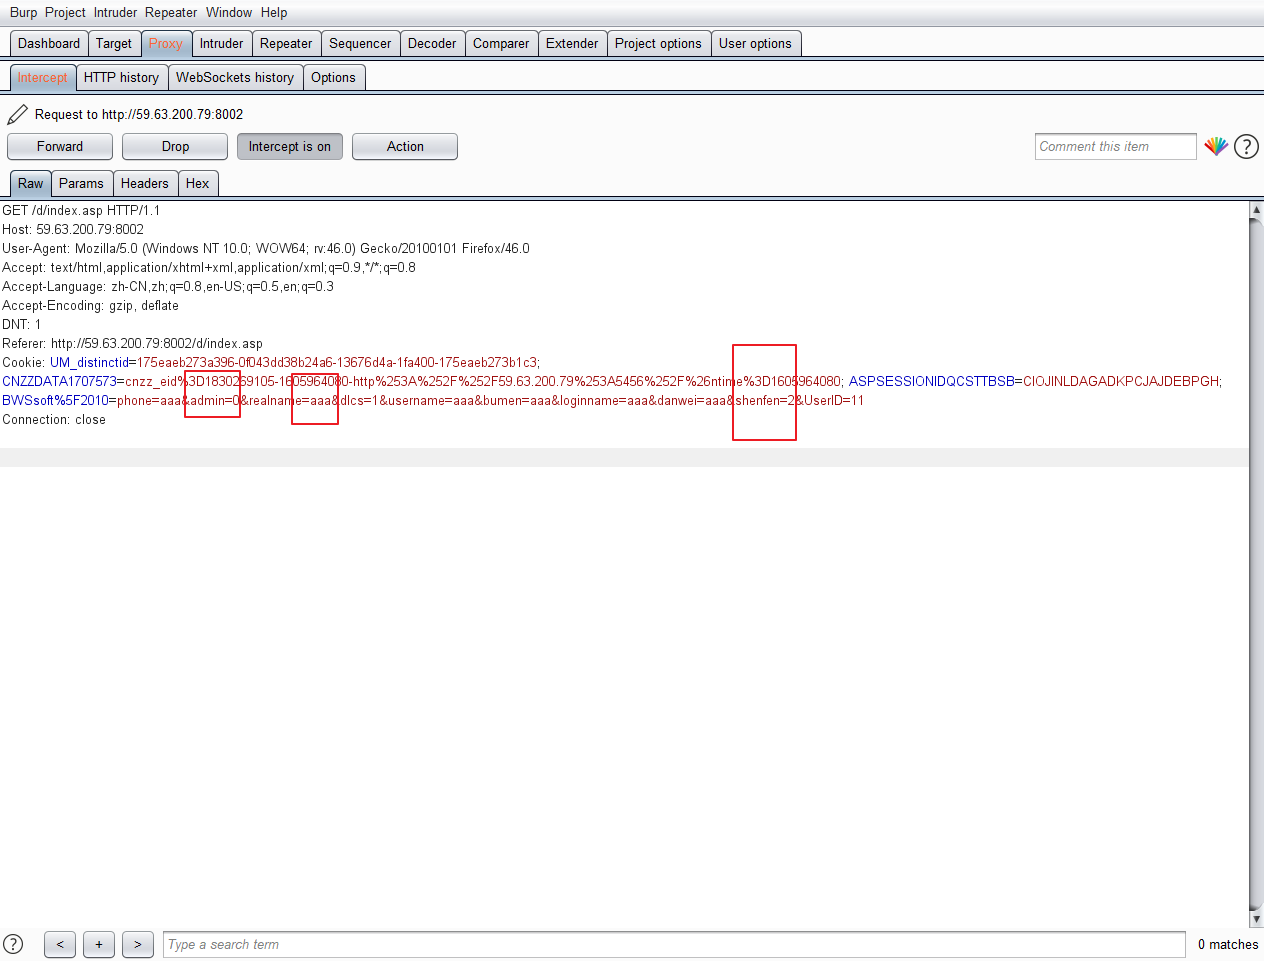 Burp Project Intruder Repeater Window Help
Dashboard Target Proxy Intruder Repeater Sequencer Decoder Comparer Extender Project options User options
Intercept HTTP history WebSockets history Options
Request to http://59.63.200.79:8002
Forward Drop Intercept is on Action Comment this item ?
Raw Params Headers Hex
GET /d/index.asp HTTP/1.1
Host: 59.63.200.79:8002
User-Agent: Mozilla/5.0 (Windows NT 10.0; WOW64; rv:46.0) Gecko/20100101 Firefox/46.0
Accept: text/html,application/xhtml+xml,application/xml;q=0.9,*/*;q=0.8
Accept-Language: zh-CN,zh;q=0.8,en-US;q=0.5,en;q=0.3
Accept-Encoding: gzip, deflate
DNT: 1
Referer: http://59.63.200.79:8002/d/index.asp
Cookie: UM_distinctid=175eaeb273a396-0f043dd38b24a6-13676d4a-1fa400-175eaeb273b1c3;
CNZZDATA1707573=cnzz_eid%3D1830269105-1605964080-http%253A%252F%252F59.63.200.79%253A5456%252F%26ntime%3D1605964080; ASPSESSIONIDQCSTTBSB=CIOJINLDAGADKPCJAJDEBPGH;
BWSsoft%5F2010=phone=aaa&admin=0&realname=aaa&dlcs=1&username=aaa&bumen=aaa&loginname=aaa&danwei=aaa&shenfen=2&UserID=11
Connection: close
? < + > Type a search term 0 matches